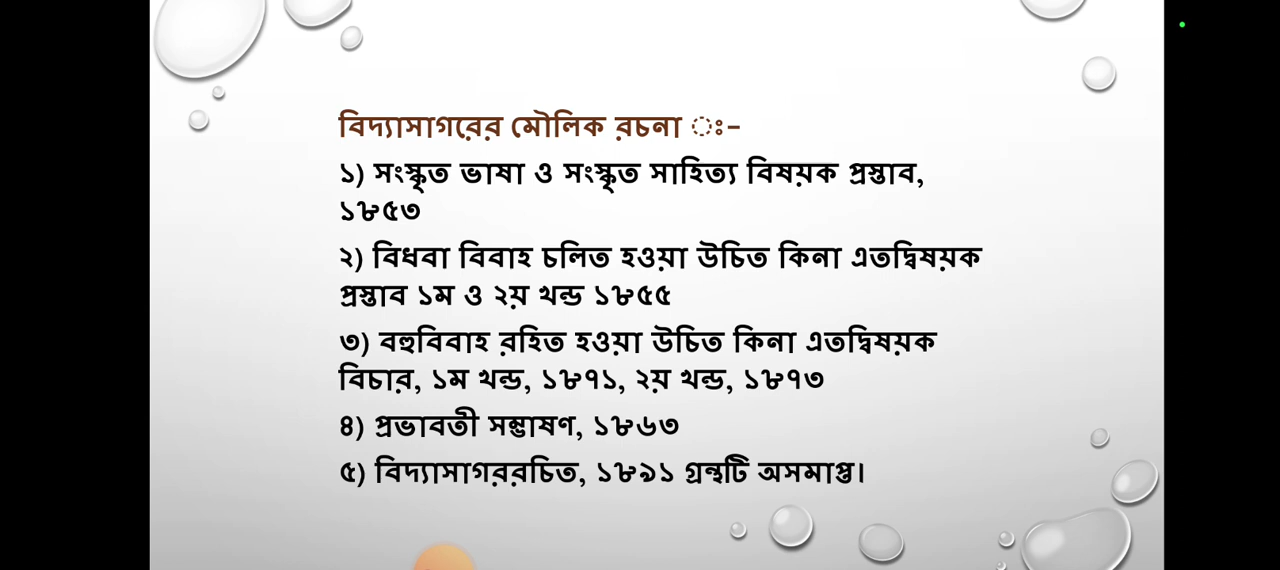 বিদ্যাসাগরের মৌলিক রচনা ঃ–
১) সংস্কৃত ভাষা ও সংস্কৃত সাহিত্য বিষয়ক প্রস্তাব,
১৮৫৩
২) বিধবা বিবাহ চলিত হওয়া উচিত কিনা এতদ্বিষয়ক
প্রস্তাব ১ম ও ২য় খন্ড ১৮৫৫
৩) বহুবিবাহ রহিত হওয়া উচিত কিনা এতদ্বিষয়ক
বিচার, ১ম খন্ড, ১৮৭১, ২য় খন্ড, ১৮৭৩
৪) প্রভাবতী সম্ভাষণ, ১৮৬৩
৫) বিদ্যাসাগররচিত, ১৮৯১ গ্রন্থটি অসমাপ্ত।